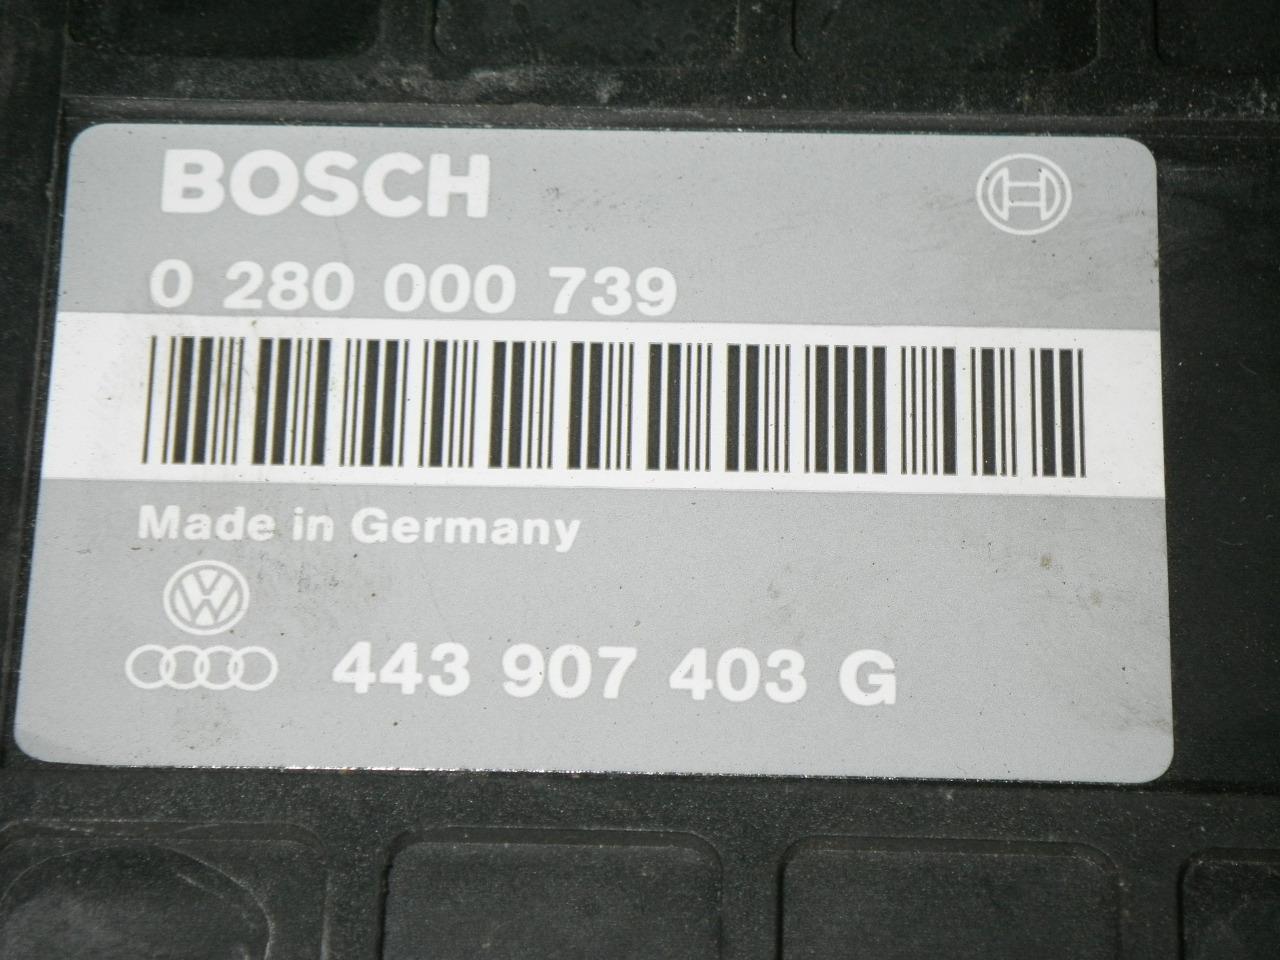 BOSCH
0 280 000 739
Made in Germany
443 907 403 G